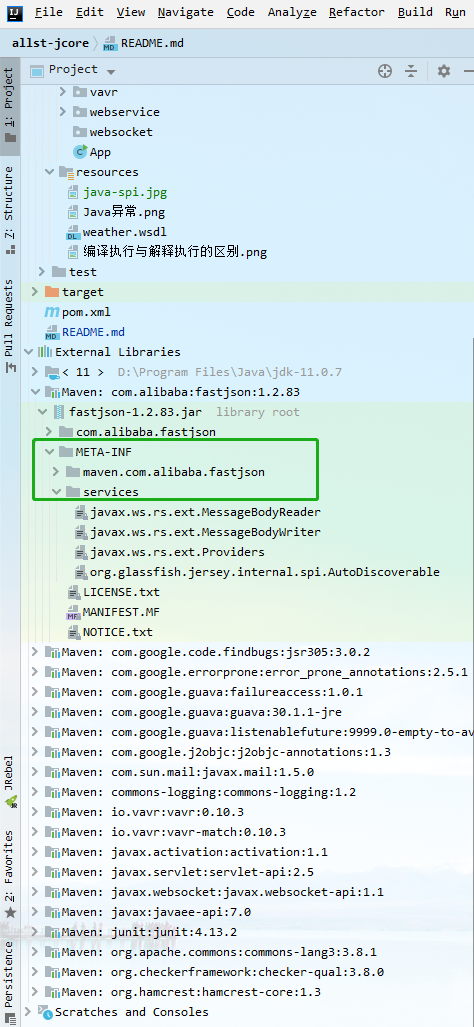 File Edit View Navigate Code Analyze Refactor Build Run
allst-jcore README.md
Project
vavr
webservice
websocket
App
resources
java-spi.jpg
Java异常.png
weather.wsdl
编译执行与解释执行的区别.png
test
target
pom.xml
README.md
External Libraries
< 11 > D:\Program Files\Java\jdk-11.0.7
Maven: com.alibaba:fastjson:1.2.83
fastjson-1.2.83.jar library root
com.alibaba.fastjson
META-INF
maven.com.alibaba.fastjson
services
javax.ws.rs.ext.MessageBodyReader
javax.ws.rs.ext.MessageBodyWriter
javax.ws.rs.ext.Providers
org.glassfish.jersey.internal.spi.AutoDiscoverable
LICENSE.txt
MANIFEST.MF
NOTICE.txt
Maven: com.google.code.findbugs:jsr305:3.0.2
Maven: com.google.errorprone:error_prone_annotations:2.5.1
Maven: com.google.guava:failureaccess:1.0.1
Maven: com.google.guava:guava:30.1.1-jre
Maven: com.google.guava:listenablefuture:9999.0-empty-to-av
Maven: com.google.j2objc:j2objc-annotations:1.3
Maven: com.sun.mail:javax.mail:1.5.0
Maven: commons-logging:commons-logging:1.2
Maven: io.vavr:vavr:0.10.3
Maven: io.vavr:vavr-match:0.10.3
Maven: javax.activation:activation:1.1
Maven: javax.servlet:servlet-api:2.5
Maven: javax.websocket:javax.websocket-api:1.1
Maven: javax:javaee-api:7.0
Maven: junit:junit:4.13.2
Maven: org.apache.commons:commons-lang3:3.8.1
Maven: org.checkerframework:checker-qual:3.8.0
Maven: org.hamcrest:hamcrest-core:1.3
Scratches and Consoles
1: Project
Z: Structure
Pull Requests
JRebel
2: Favorites
Persistence